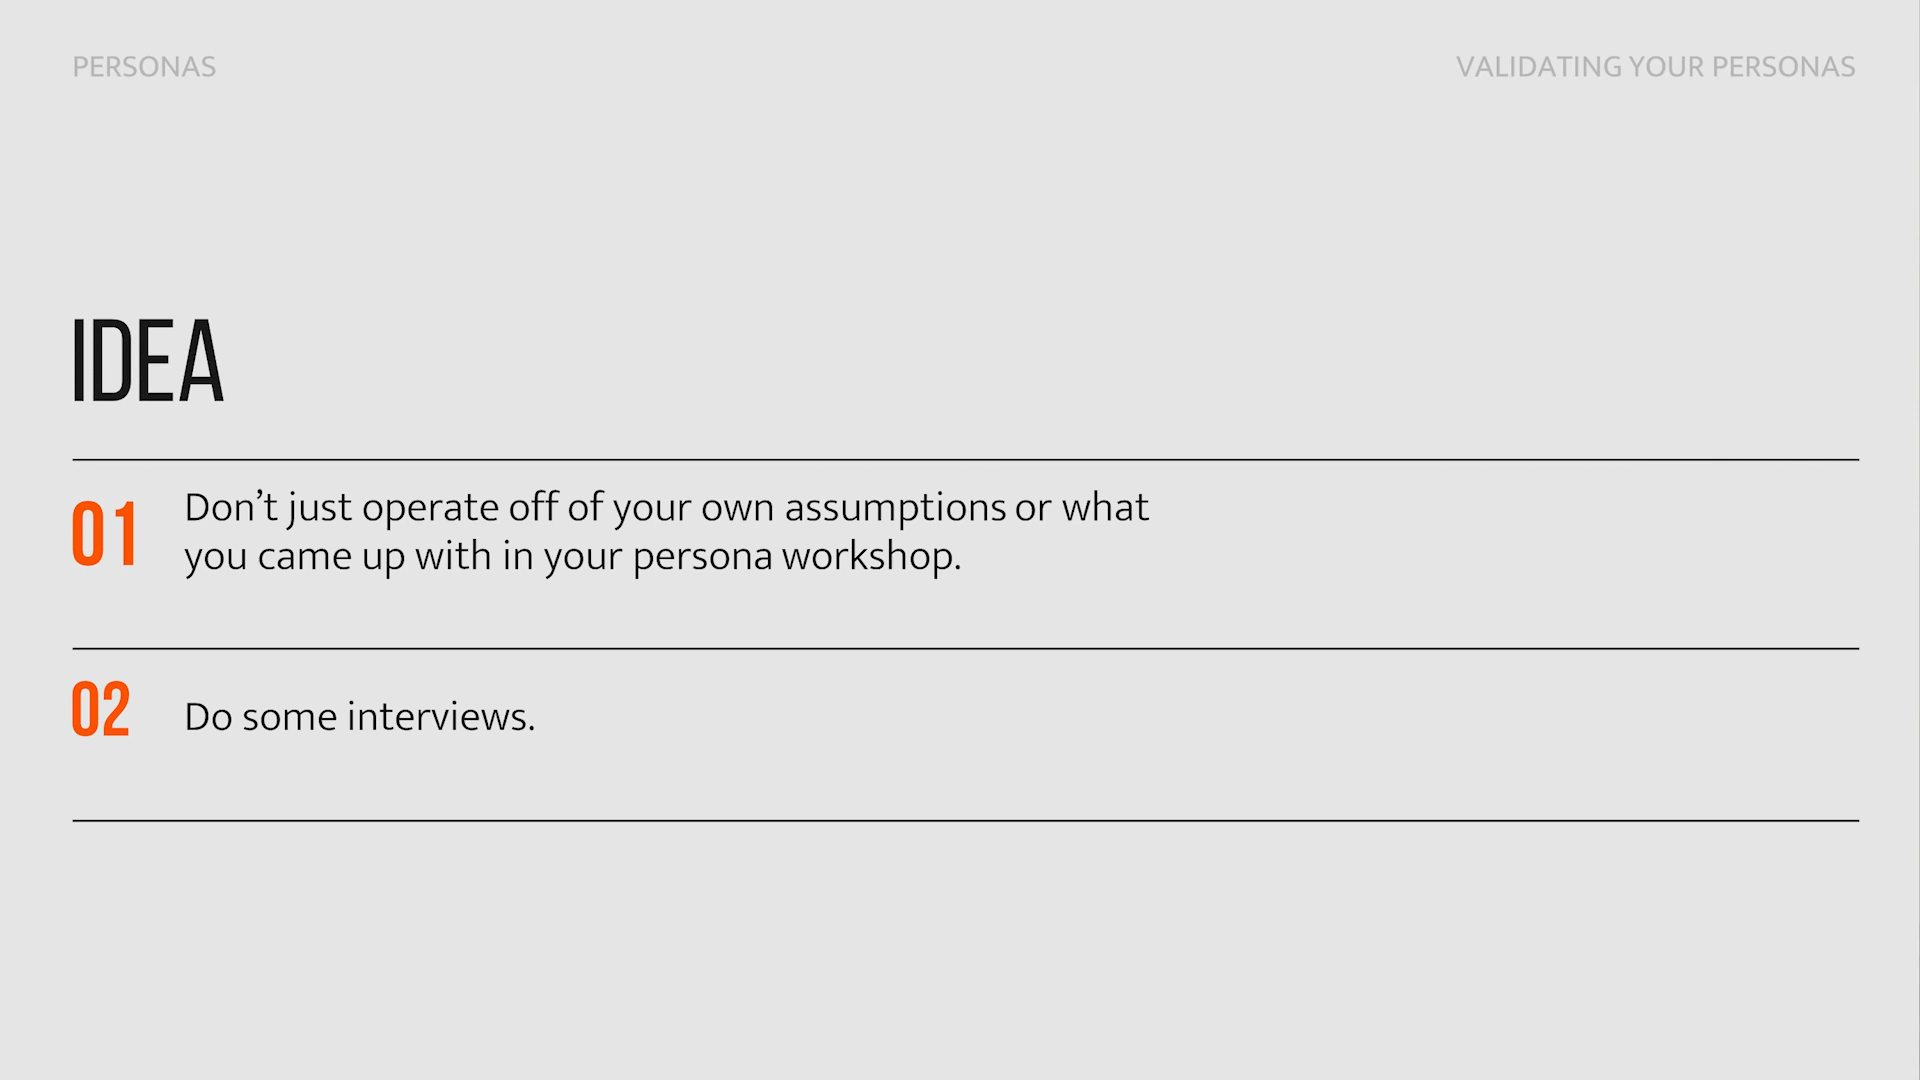 PERSONAS
VALIDATING YOUR PERSONAS
IDEA
01
Don’t just operate off of your own assumptions or what
you came up with in your persona workshop.
02
Do some interviews.